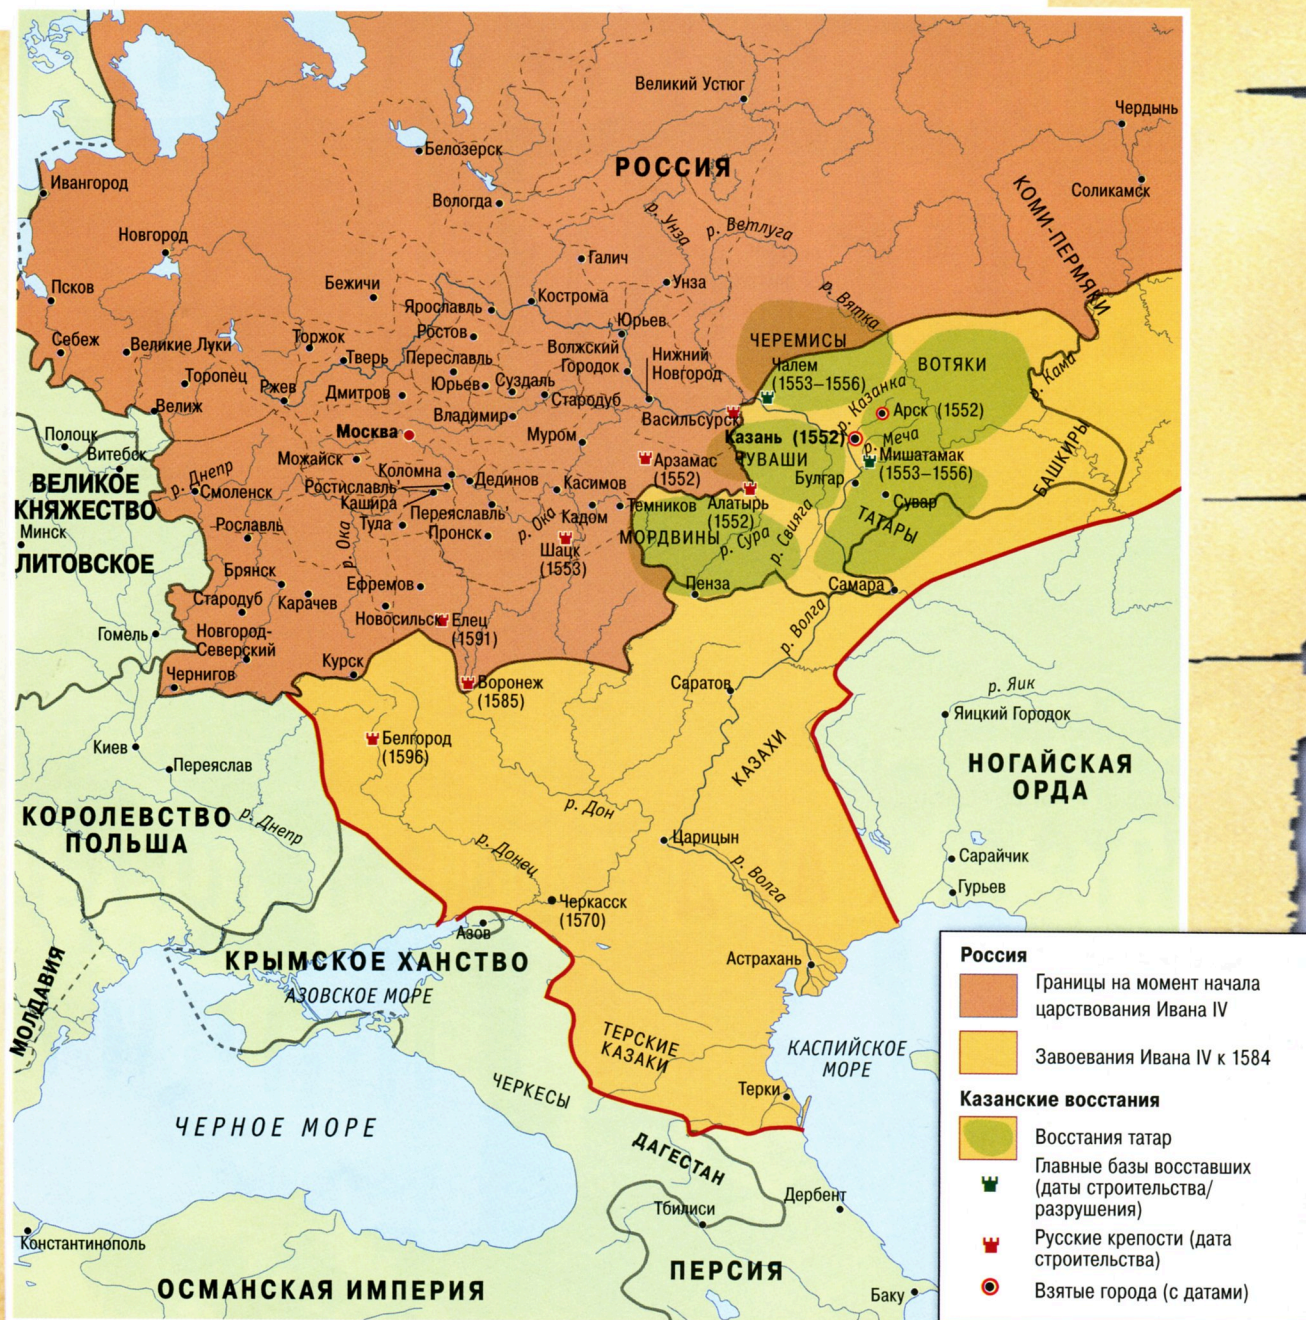 Великий Устюг
Чердынь
Белозерск
РОССИЯ
Ивангород
Соликамск
КОМИ-ПЕРМЯКИ
Вологда
р. Унза
р. Ветлуга
Новгород
Галич
Псков
Бежичи
Унза
Кострома
р. Вятка
Ярославль
Ростов
Юрьев
Себеж
Великие Луки
Торжок
Тверь
Переславль
Волжский
Городок
Нижний
Новгород
ЧЕРЕМИСЫ
Чалем
(1553–1556)
ВОТЯКИ
р. Кама
Торопец
Ржев
Дмитров
Юрьев
Суздаль
Стародуб
Велиж
Владимир
Васильсурск
р. Казанка
Арск (1552)
Москва
Муром
Казань (1552)
р. Меча
Полоцк
Витебск
Можайск
Коломна
Дединов
Арзамас
(1552)
ЧУВАШИ
Мишатамак
(1553–1556)
БАШКИРЫ
ВЕЛИКОЕ
КНЯЖЕСТВО
ЛИТОВСКОЕ
р. Днепр
Смоленск
Ростиславль
Кашира
Касимов
Булгар
Сувар
Минск
Рославль
Тула
Переяславль
р. Ока
Кадом
Темников
Алатырь
(1552)
р. Ока
Пронск
Шацк
(1553)
МОРДВИНЫ
р. Сура
р. Свияга
ТАТАРЫ
Брянск
Ефремов
Пенза
Самара
Стародуб
Карачев
Новосильск
Елец
(1591)
Гомель
Новгород-
Северский
р. Волга
Чернигов
Курск
Воронеж
(1585)
Саратов
р. Яик
Яицкий Городок
Киев
Белгород
(1596)
Переяслав
КАЗАХИ
НОГАЙСКАЯ
ОРДА
КОРОЛЕВСТВО
ПОЛЬША
р. Днепр
р. Дон
р. Донец
Царицын
р. Волга
Сарайчик
Гурьев
Черкасск
(1570)
Азов
КРЫМСКОЕ ХАНСТВО
Астрахань
МОЛДАВИЯ
АЗОВСКОЕ МОРЕ
ТЕРСКИЕ
КАЗАКИ
КАСПИЙСКОЕ
МОРЕ
ЧЕРКЕСЫ
Терки
ЧЕРНОЕ МОРЕ
ДАГЕСТАН
Дербент
Тбилиси
Константинополь
ОСМАНСКАЯ ИМПЕРИЯ
ПЕРСИЯ
Баку
Россия
Границы на момент начала
царствования Ивана IV
Завоевания Ивана IV к 1584
Казанские восстания
Восстания татар
Главные базы восставших
(даты строительства/
разрушения)
Русские крепости (дата
строительства)
Взятые города (с датами)